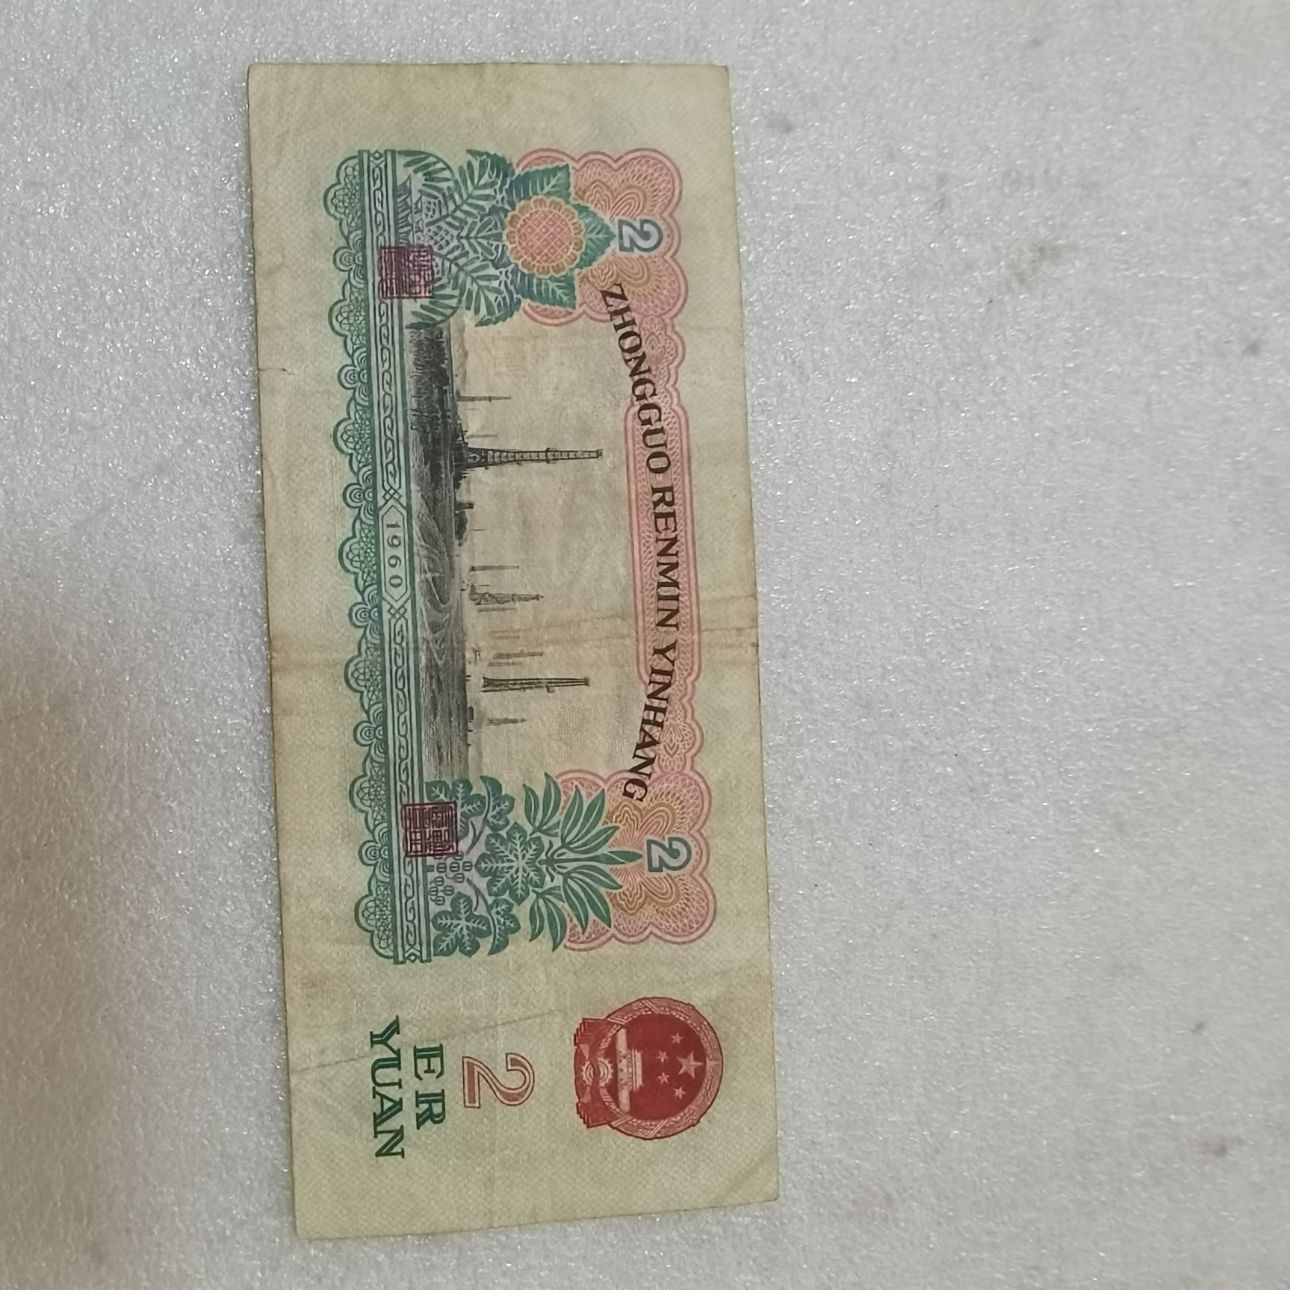 2
2
ZHONGGUO RENMIN YINHANG
1960
2
ER
YUAN